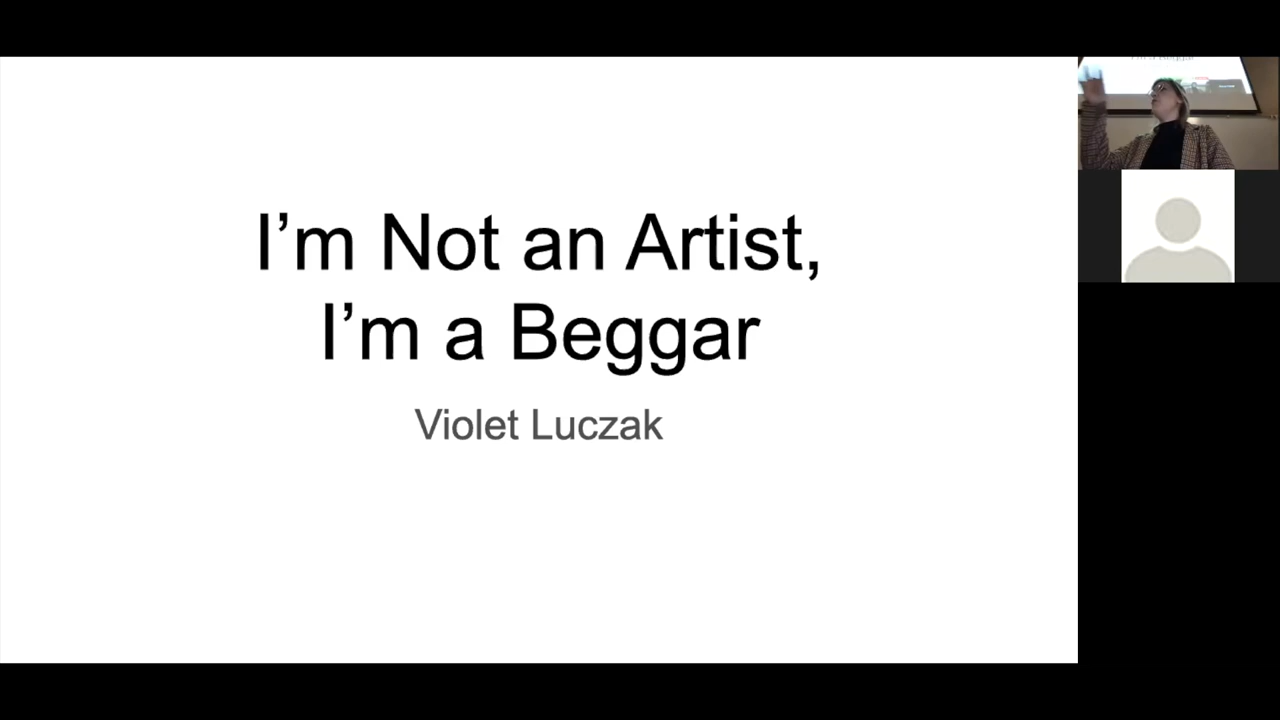 I’m Not an Artist,
I’m a Beggar
Violet Luczak